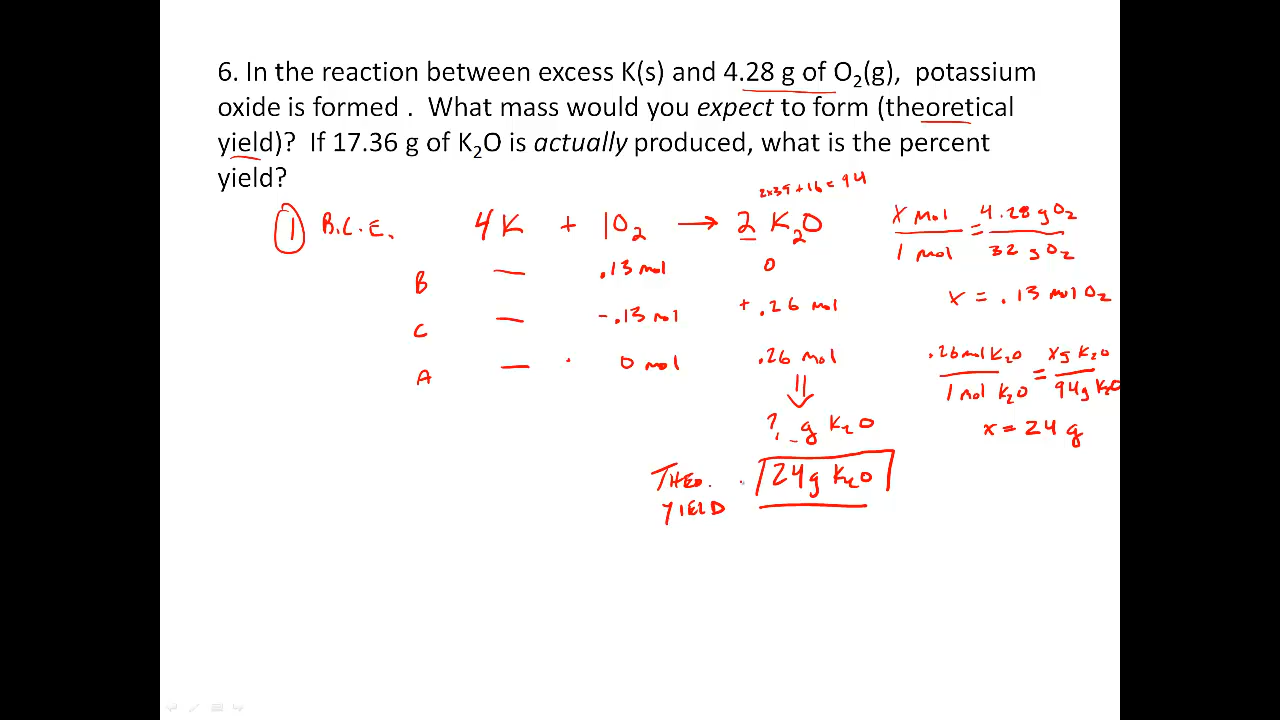 6. In the reaction between excess K(s) and 4.28 g of O₂(g), potassium
oxide is formed . What mass would you expect to form (theoretical
yield)? If 17.36 g of K₂O is actually produced, what is the percent
yield?
2x39 + 16 = 94
① B.C.E. 4K + 1O₂ → 2 K₂O
B — .13 mol 0
C — -.13 mol + .26 mol
A — 0 mol .26 mol
⇓
? g K₂O
THEO. YIELD 24g K₂O
x mol / 1 mol = 4.28 g O₂ / 32 g O₂
x = .13 mol O₂
.26 mol K₂O / 1 mol K₂O = x g K₂O / 94g K₂O
x = 24 g